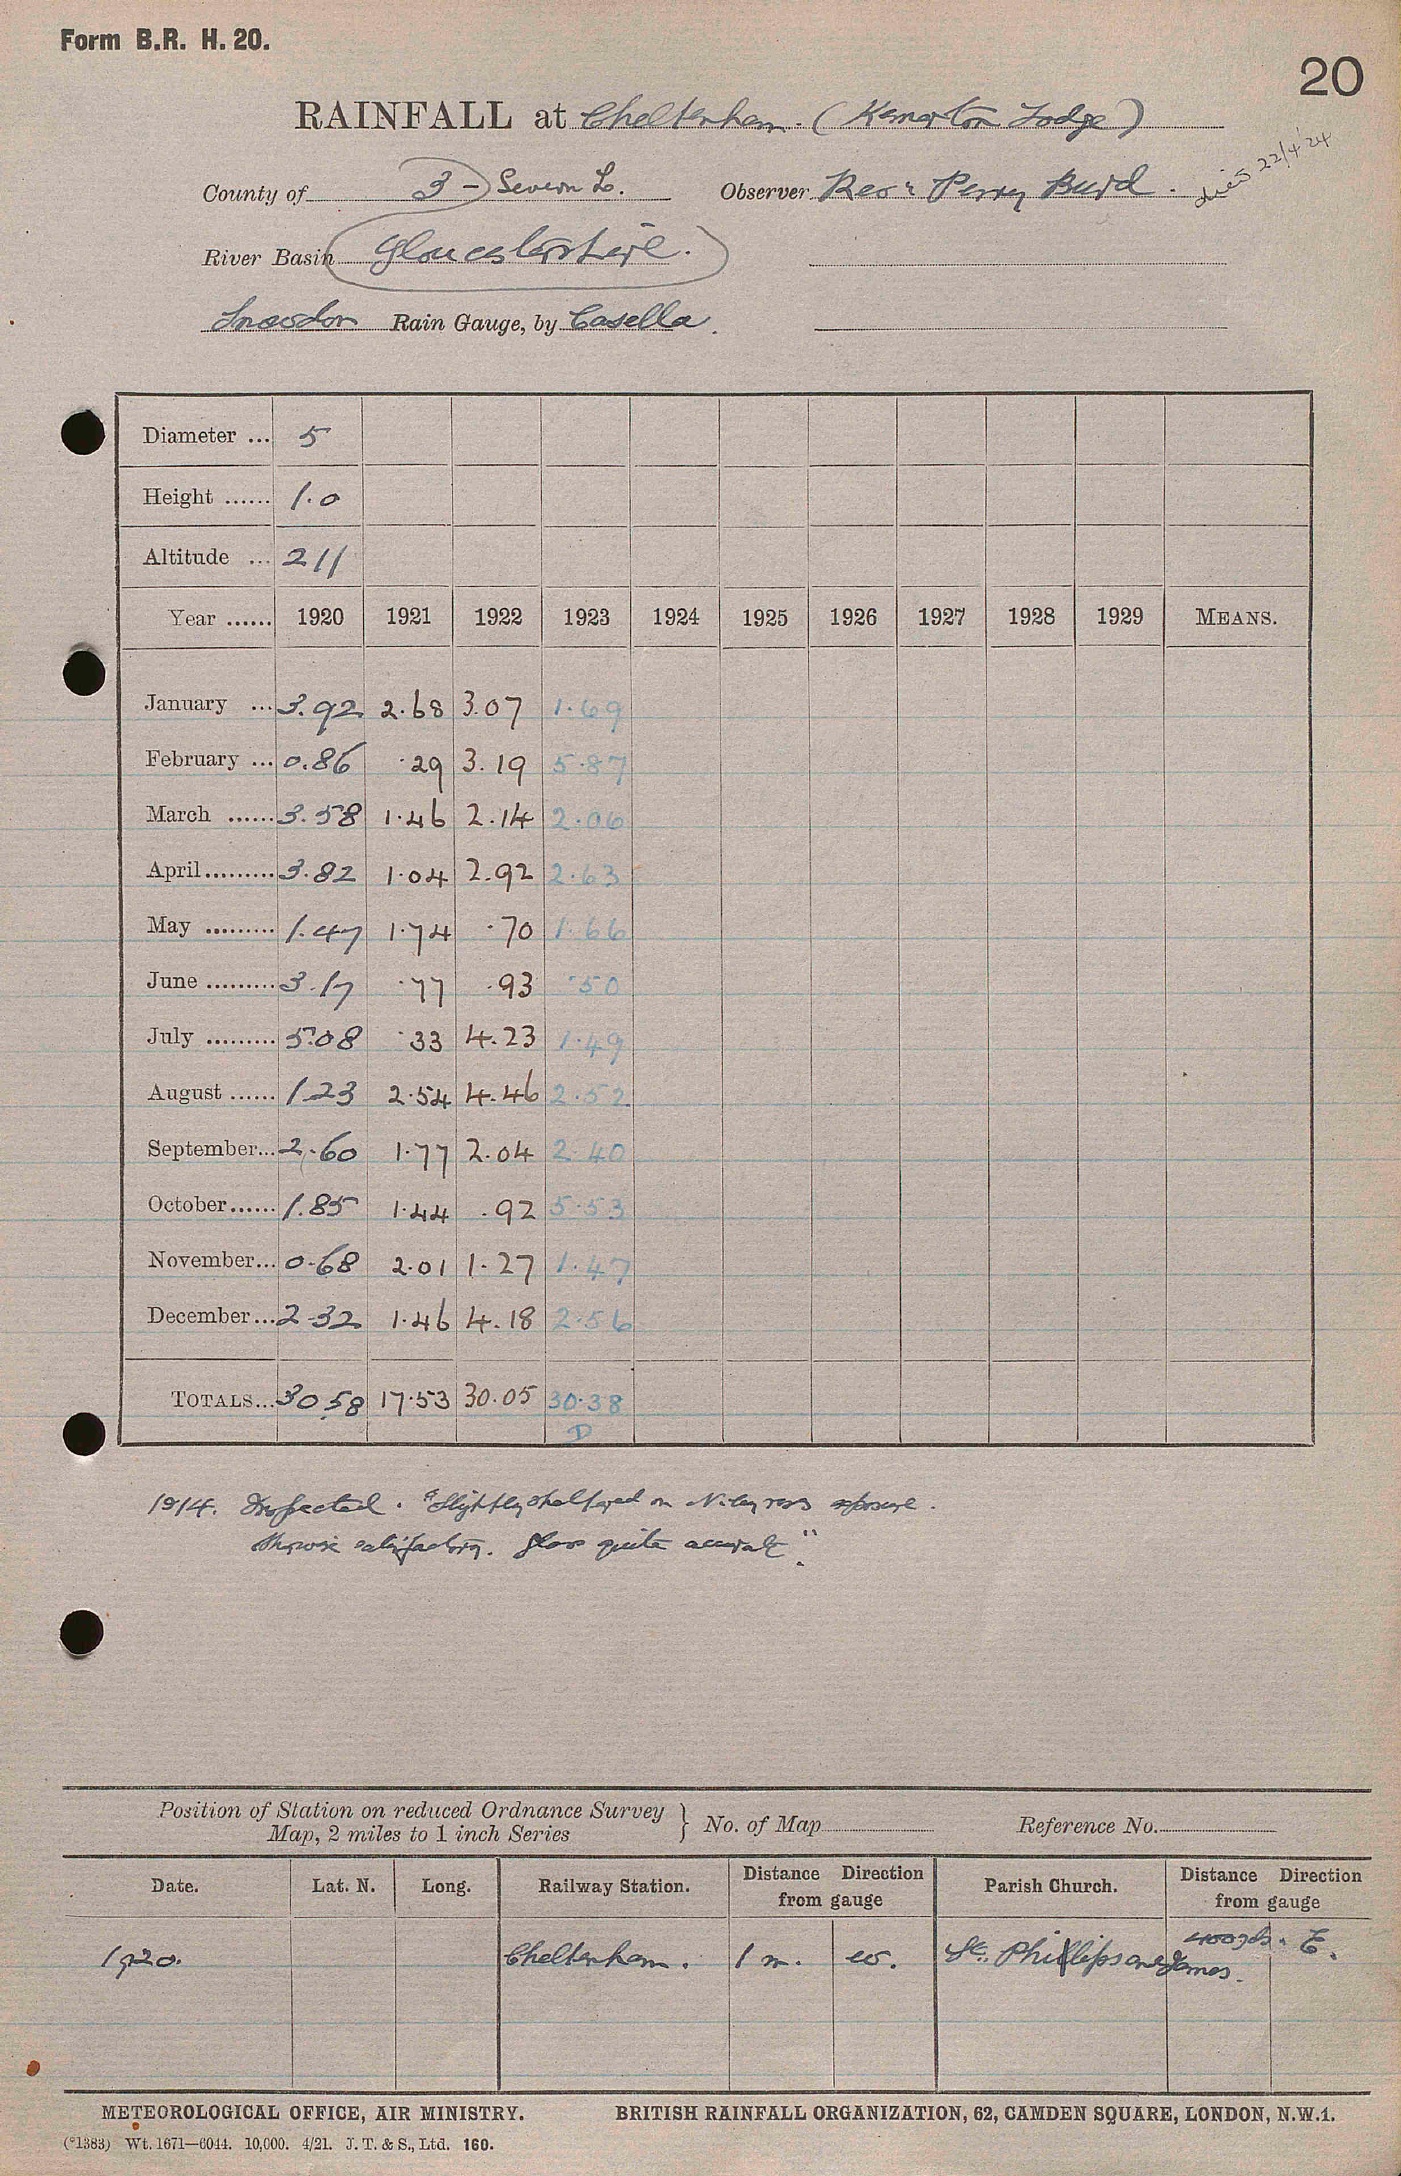 Form B.R. H. 20.
20
RAINFALL at Cheltenham. (Kemerton Lodge)
died 22/4/24
County of 3 - Severn L. Observer Rev: Percy Burd.
River Basin Gloucestershire.
Snowdon Rain Gauge, by Casella.
Diameter ... 5
Height ...... 1.0
Altitude ... 211
Year ...... 1920 1921 1922 1923 1924 1925 1926 1927 1928 1929 MEANS.
January ... 3.92 2.68 3.07 1.69
February ... 0.86 .29 3.19 5.87
March ...... 3.58 1.46 2.14 2.06
April ......... 3.82 1.04 2.92 2.63
May ......... 1.47 1.74 .70 1.66
June ......... 3.17 .77 .93 .50
July ......... 5.08 .33 4.23 1.49
August ...... 1.23 2.54 4.46 2.52
September... 2.60 1.77 2.04 2.40
October...... 1.85 1.44 .92 5.53
November... 0.68 2.01 1.27 1.47
December... 2.32 1.46 4.18 2.56
TOTALS... 30.58 17.53 30.05 30.38
D
1914. Inspected. "Slightly sheltered on N. by exposure.
Otherwise satisfactory. Glass quite accurate."
Position of Station on reduced Ordnance Survey
Map, 2 miles to 1 inch Series } No. of Map Reference No.
Date. Lat. N. Long. Railway Station. Distance Direction from gauge Parish Church. Distance Direction from gauge
1920. Cheltenham. 1 m. W. St. Phillips and James. 400 yds. E.
METEOROLOGICAL OFFICE, AIR MINISTRY. BRITISH RAINFALL ORGANIZATION, 62, CAMDEN SQUARE, LONDON, N.W.1.
(*1383) Wt. 1671—6044. 10,000. 4/21. J. T. & S., Ltd. 160.